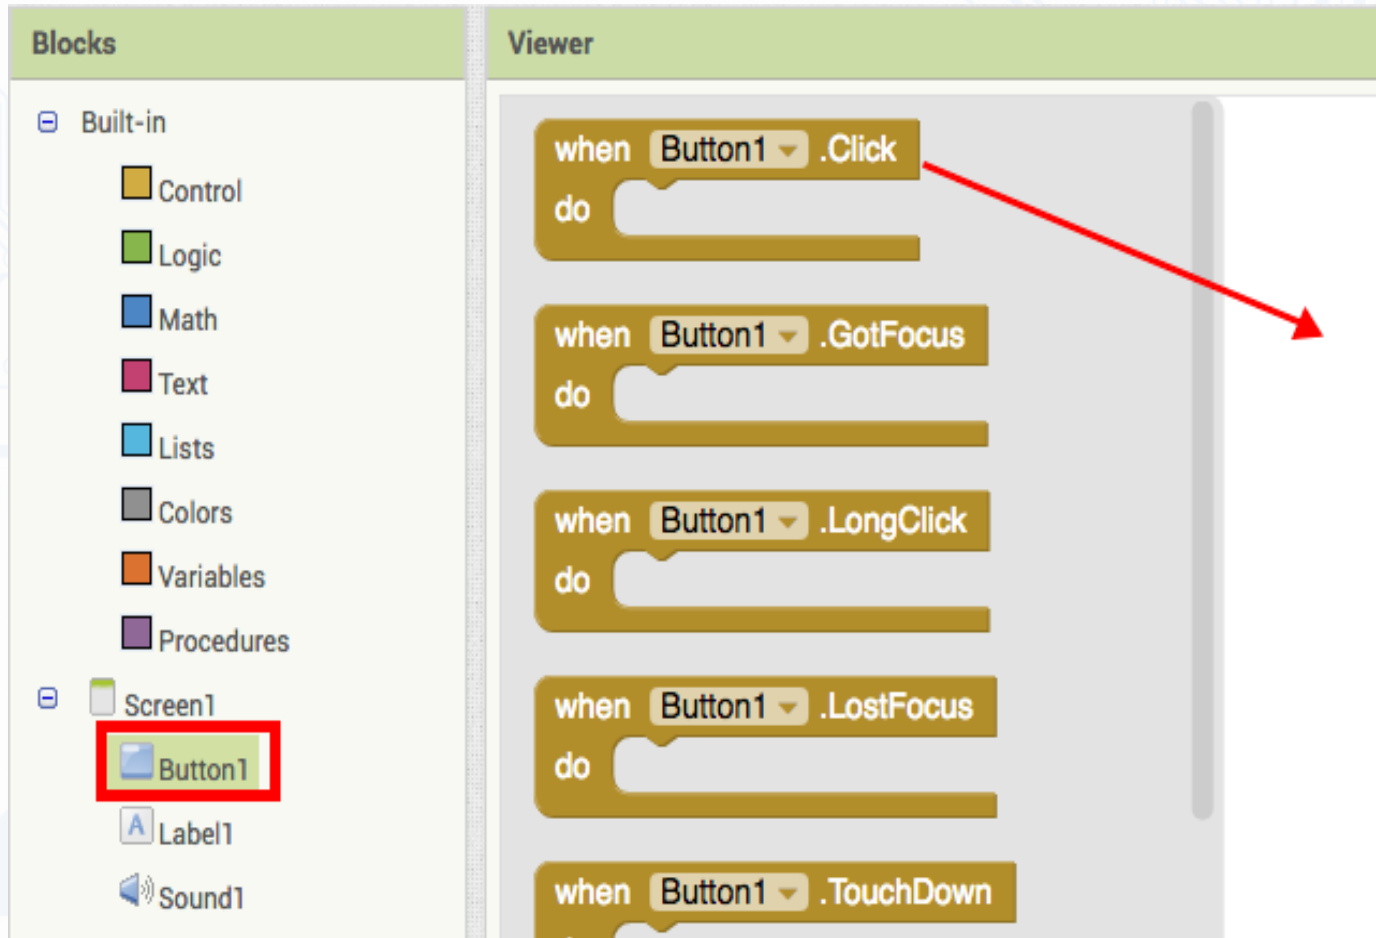 Blocks
Built-in
Control
Logic
Math
Text
Lists
Colors
Variables
Procedures
Screen1
Button1
A Label1
Sound1
Viewer
when Button1 .Click
do
when Button1 .GotFocus
do
when Button1 .LongClick
do
when Button1 .LostFocus
do
when Button1 .TouchDown